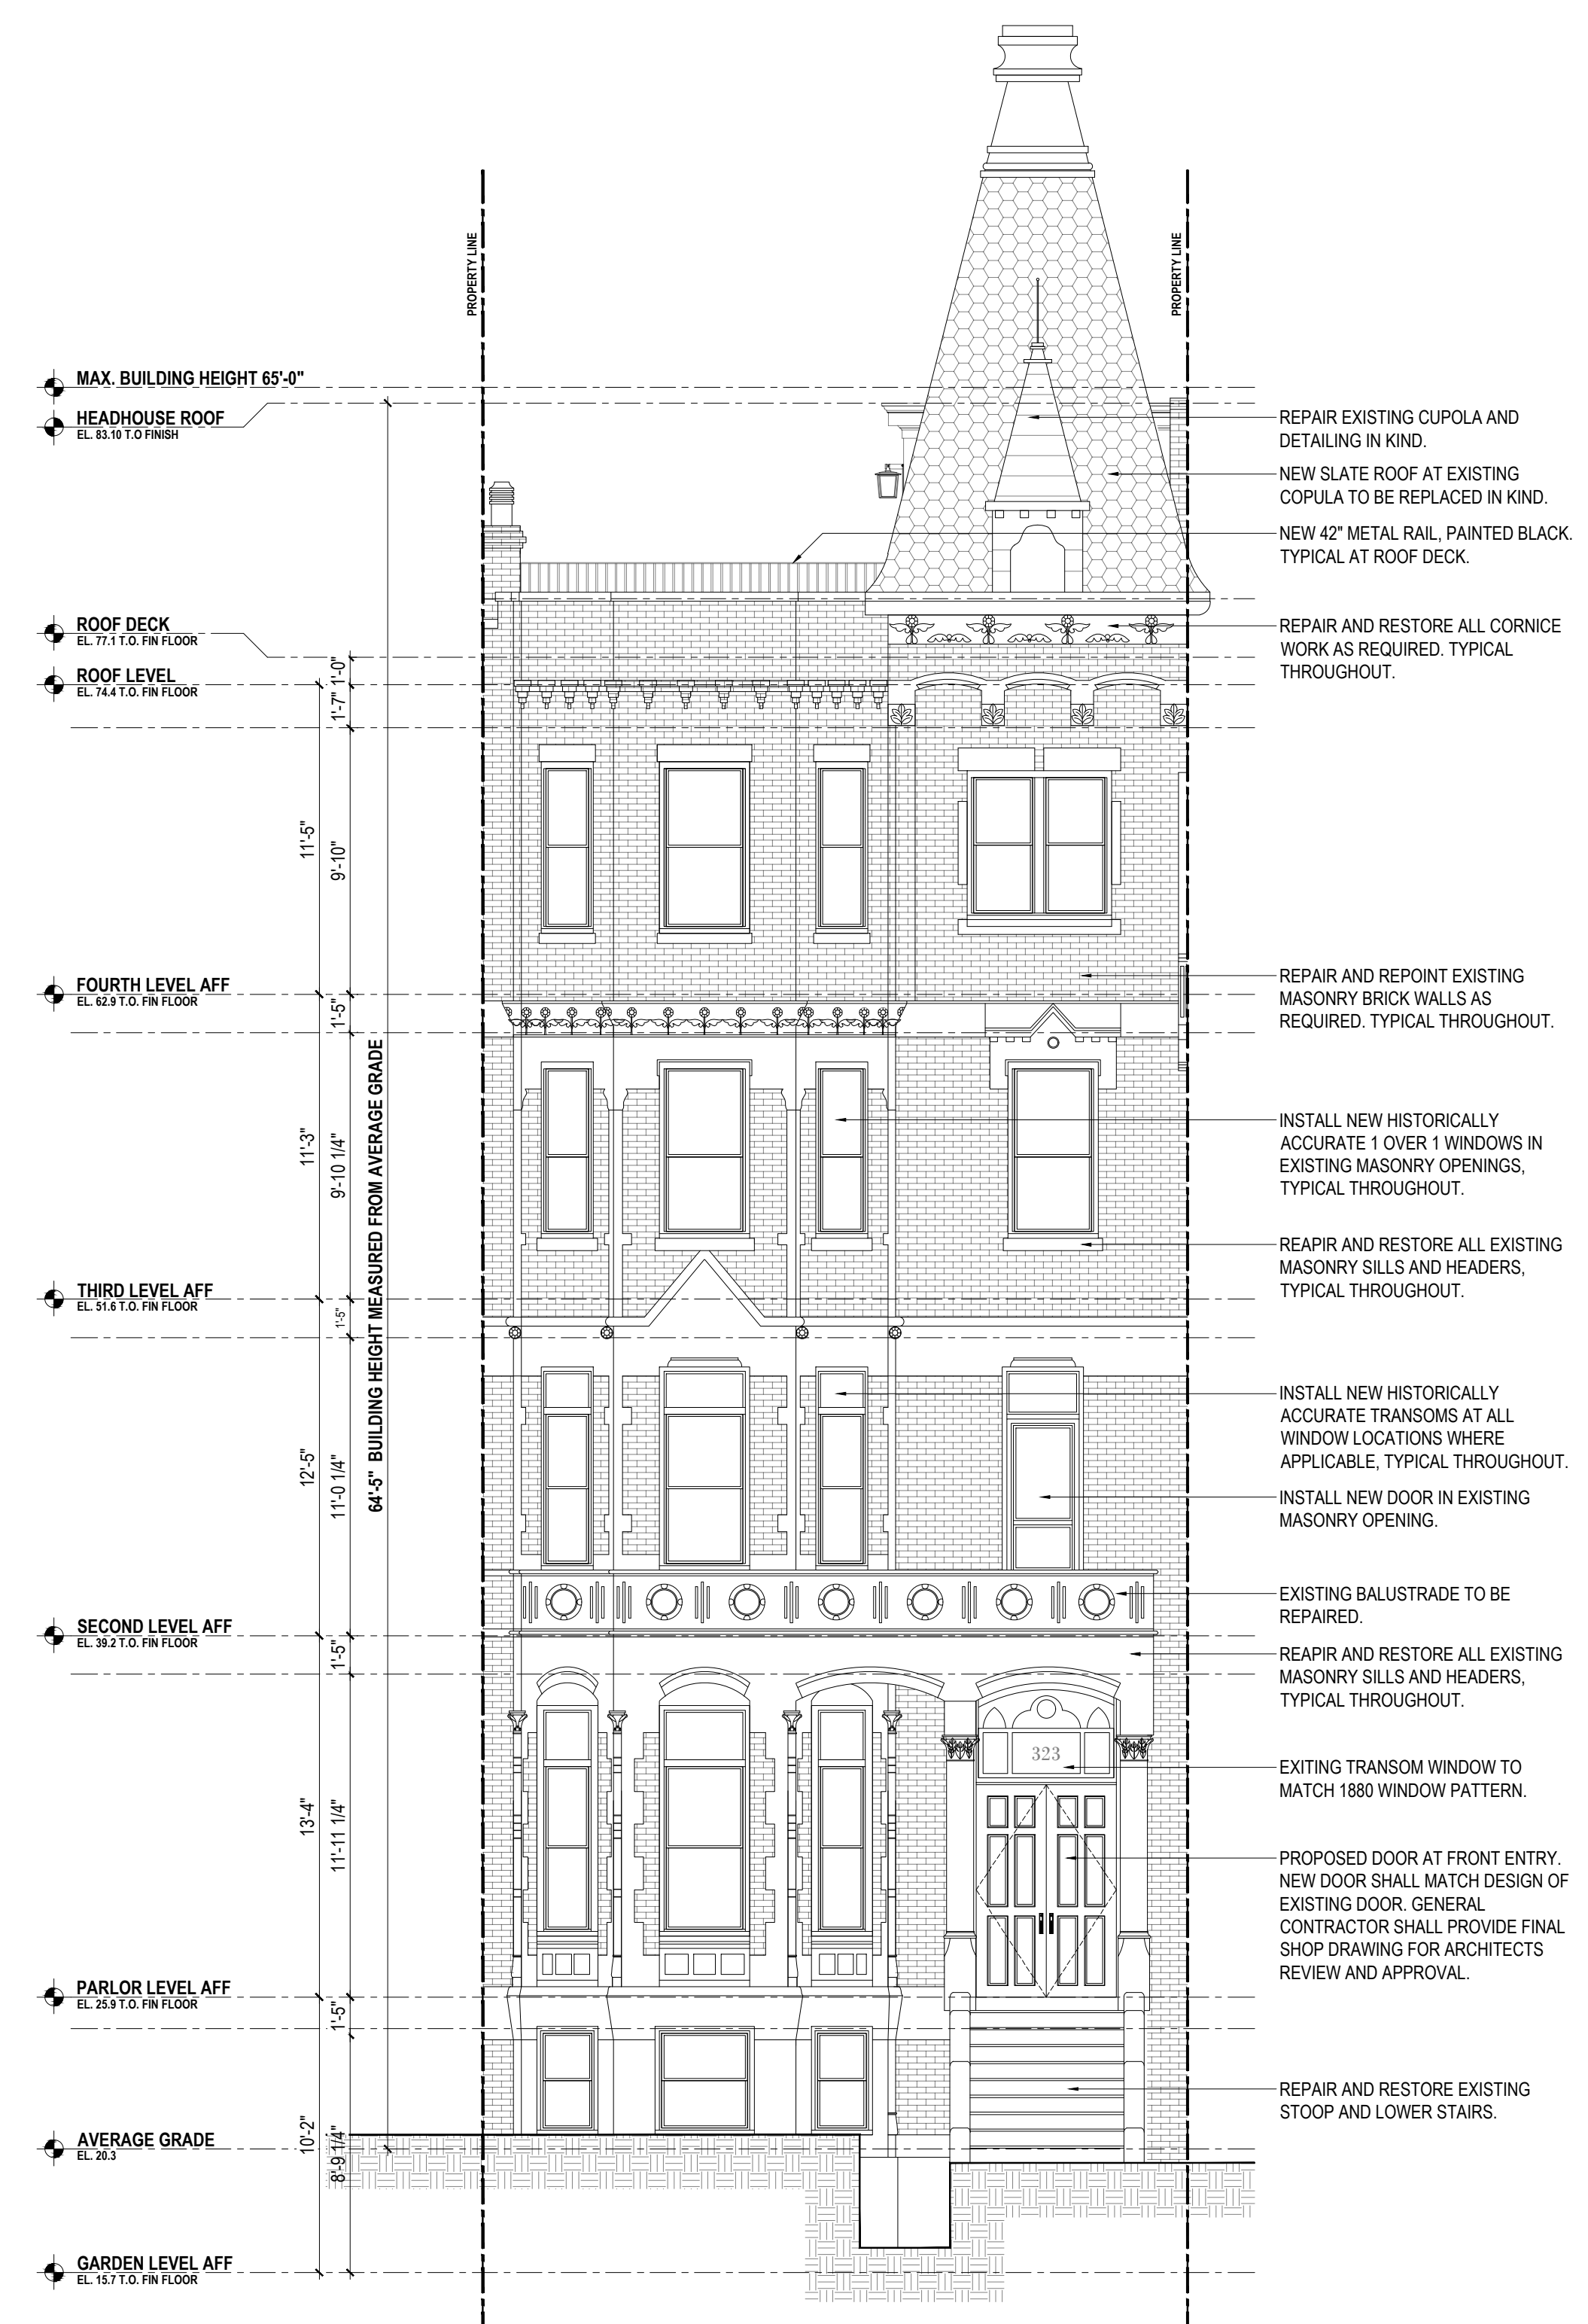 PROPERTY LINE
PROPERTY LINE
MAX. BUILDING HEIGHT 65'-0"
HEADHOUSE ROOF
EL. 83.10 T.O FINISH
ROOF DECK
EL. 77.1 T.O. FIN FLOOR
ROOF LEVEL
EL. 74.4 T.O. FIN FLOOR
FOURTH LEVEL AFF
EL. 62.9 T.O. FIN FLOOR
THIRD LEVEL AFF
EL. 51.6 T.O. FIN FLOOR
SECOND LEVEL AFF
EL. 39.2 T.O. FIN FLOOR
PARLOR LEVEL AFF
EL. 25.9 T.O. FIN FLOOR
AVERAGE GRADE
EL. 20.3
GARDEN LEVEL AFF
EL. 15.7 T.O. FIN FLOOR
11'-5"
11'-3"
12'-5"
13'-4"
10'-2"
1'-0"
1'-7"
9'-10"
1'-5"
9'-10 1/4"
1'-5"
11'-0 1/4"
1'-5"
11'-11 1/4"
1'-5"
8'-9 1/4"
64'-5" BUILDING HEIGHT MEASURED FROM AVERAGE GRADE
323
REPAIR EXISTING CUPOLA AND
DETAILING IN KIND.
NEW SLATE ROOF AT EXISTING
COPULA TO BE REPLACED IN KIND.
NEW 42" METAL RAIL, PAINTED BLACK.
TYPICAL AT ROOF DECK.
REPAIR AND RESTORE ALL CORNICE
WORK AS REQUIRED. TYPICAL
THROUGHOUT.
REPAIR AND REPOINT EXISTING
MASONRY BRICK WALLS AS
REQUIRED. TYPICAL THROUGHOUT.
INSTALL NEW HISTORICALLY
ACCURATE 1 OVER 1 WINDOWS IN
EXISTING MASONRY OPENINGS,
TYPICAL THROUGHOUT.
REAPIR AND RESTORE ALL EXISTING
MASONRY SILLS AND HEADERS,
TYPICAL THROUGHOUT.
INSTALL NEW HISTORICALLY
ACCURATE TRANSOMS AT ALL
WINDOW LOCATIONS WHERE
APPLICABLE, TYPICAL THROUGHOUT.
INSTALL NEW DOOR IN EXISTING
MASONRY OPENING.
EXISTING BALUSTRADE TO BE
REPAIRED.
REAPIR AND RESTORE ALL EXISTING
MASONRY SILLS AND HEADERS,
TYPICAL THROUGHOUT.
EXITING TRANSOM WINDOW TO
MATCH 1880 WINDOW PATTERN.
PROPOSED DOOR AT FRONT ENTRY.
NEW DOOR SHALL MATCH DESIGN OF
EXISTING DOOR. GENERAL
CONTRACTOR SHALL PROVIDE FINAL
SHOP DRAWING FOR ARCHITECTS
REVIEW AND APPROVAL.
REPAIR AND RESTORE EXISTING
STOOP AND LOWER STAIRS.